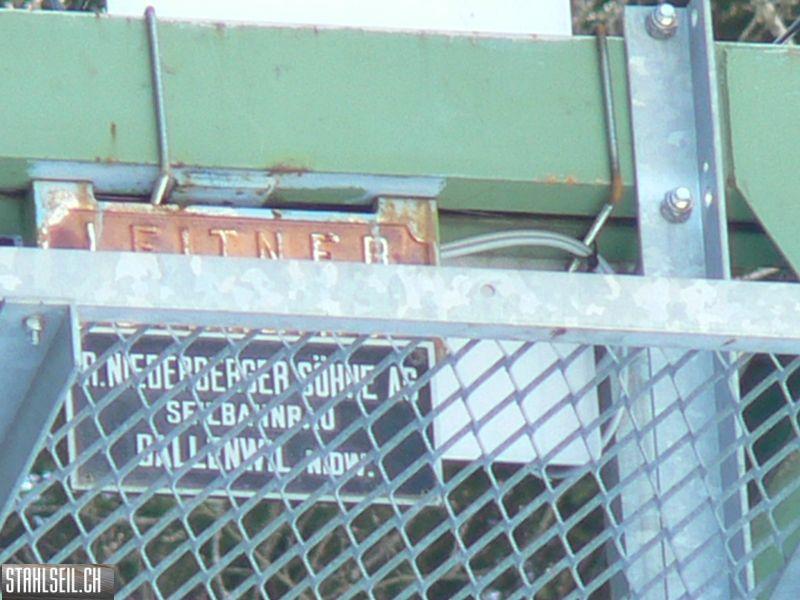 LEITNER
R. NIEDERBERGER SÖHNE AG
SEILBAHNBAU
DALLENWIL NIDW.
STAHLSEIL.CH